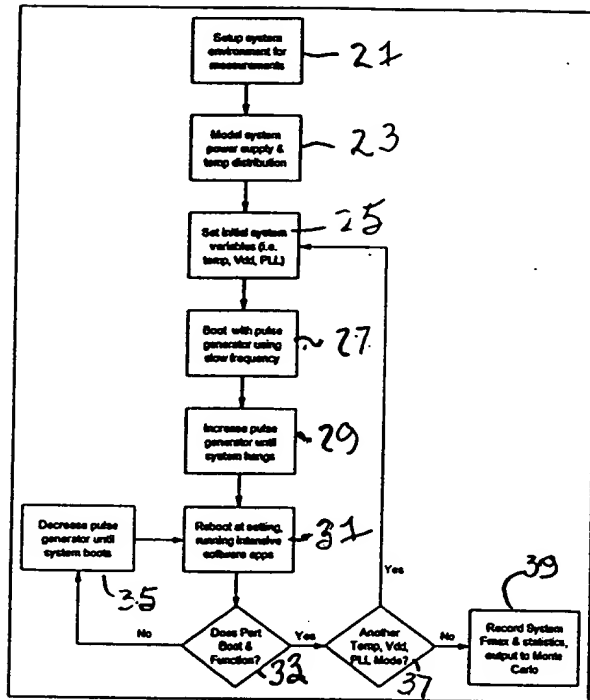 Setup system
environment for
measurements
21
Model system
power supply &
temp distribution
23
Set initial system
variables (i.e.
temp, Vdd, PLL)
25
Boot with pulse
generator using
slow frequency
27
Increase pulse
generator until
system hangs
29
Decrease pulse
generator until
system boots
35
Reboot at setting,
running intensive
software apps
31
Yes
39
No
Does Part
Boot &
Function?
33
Yes
Another
Temp, Vdd,
PLL Mode?
37
No
Record System
Fmax & statistics,
output to Monte
Carlo